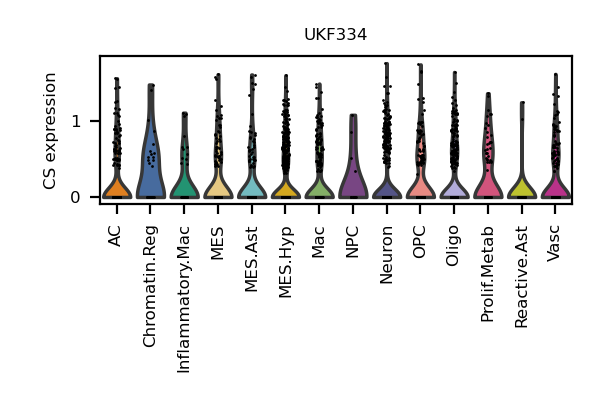 UKF334
CS expression
1
0
AC
Chromatin.Reg
Inflammatory.Mac
MES
MES.Ast
MES.Hyp
Mac
NPC
Neuron
OPC
Oligo
Prolif.Metab
Reactive.Ast
Vasc